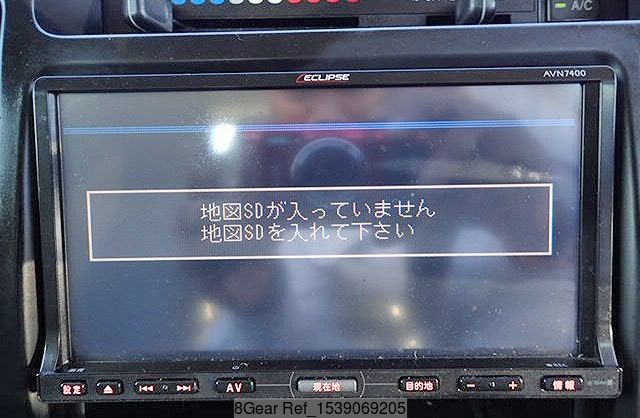 A/C
ECLIPSE
AVN7400
地図SDが入っていません
地図SDを入れて下さい
設定 AV 現在地 目的地 - + 情報
8Gear Ref_1539069205